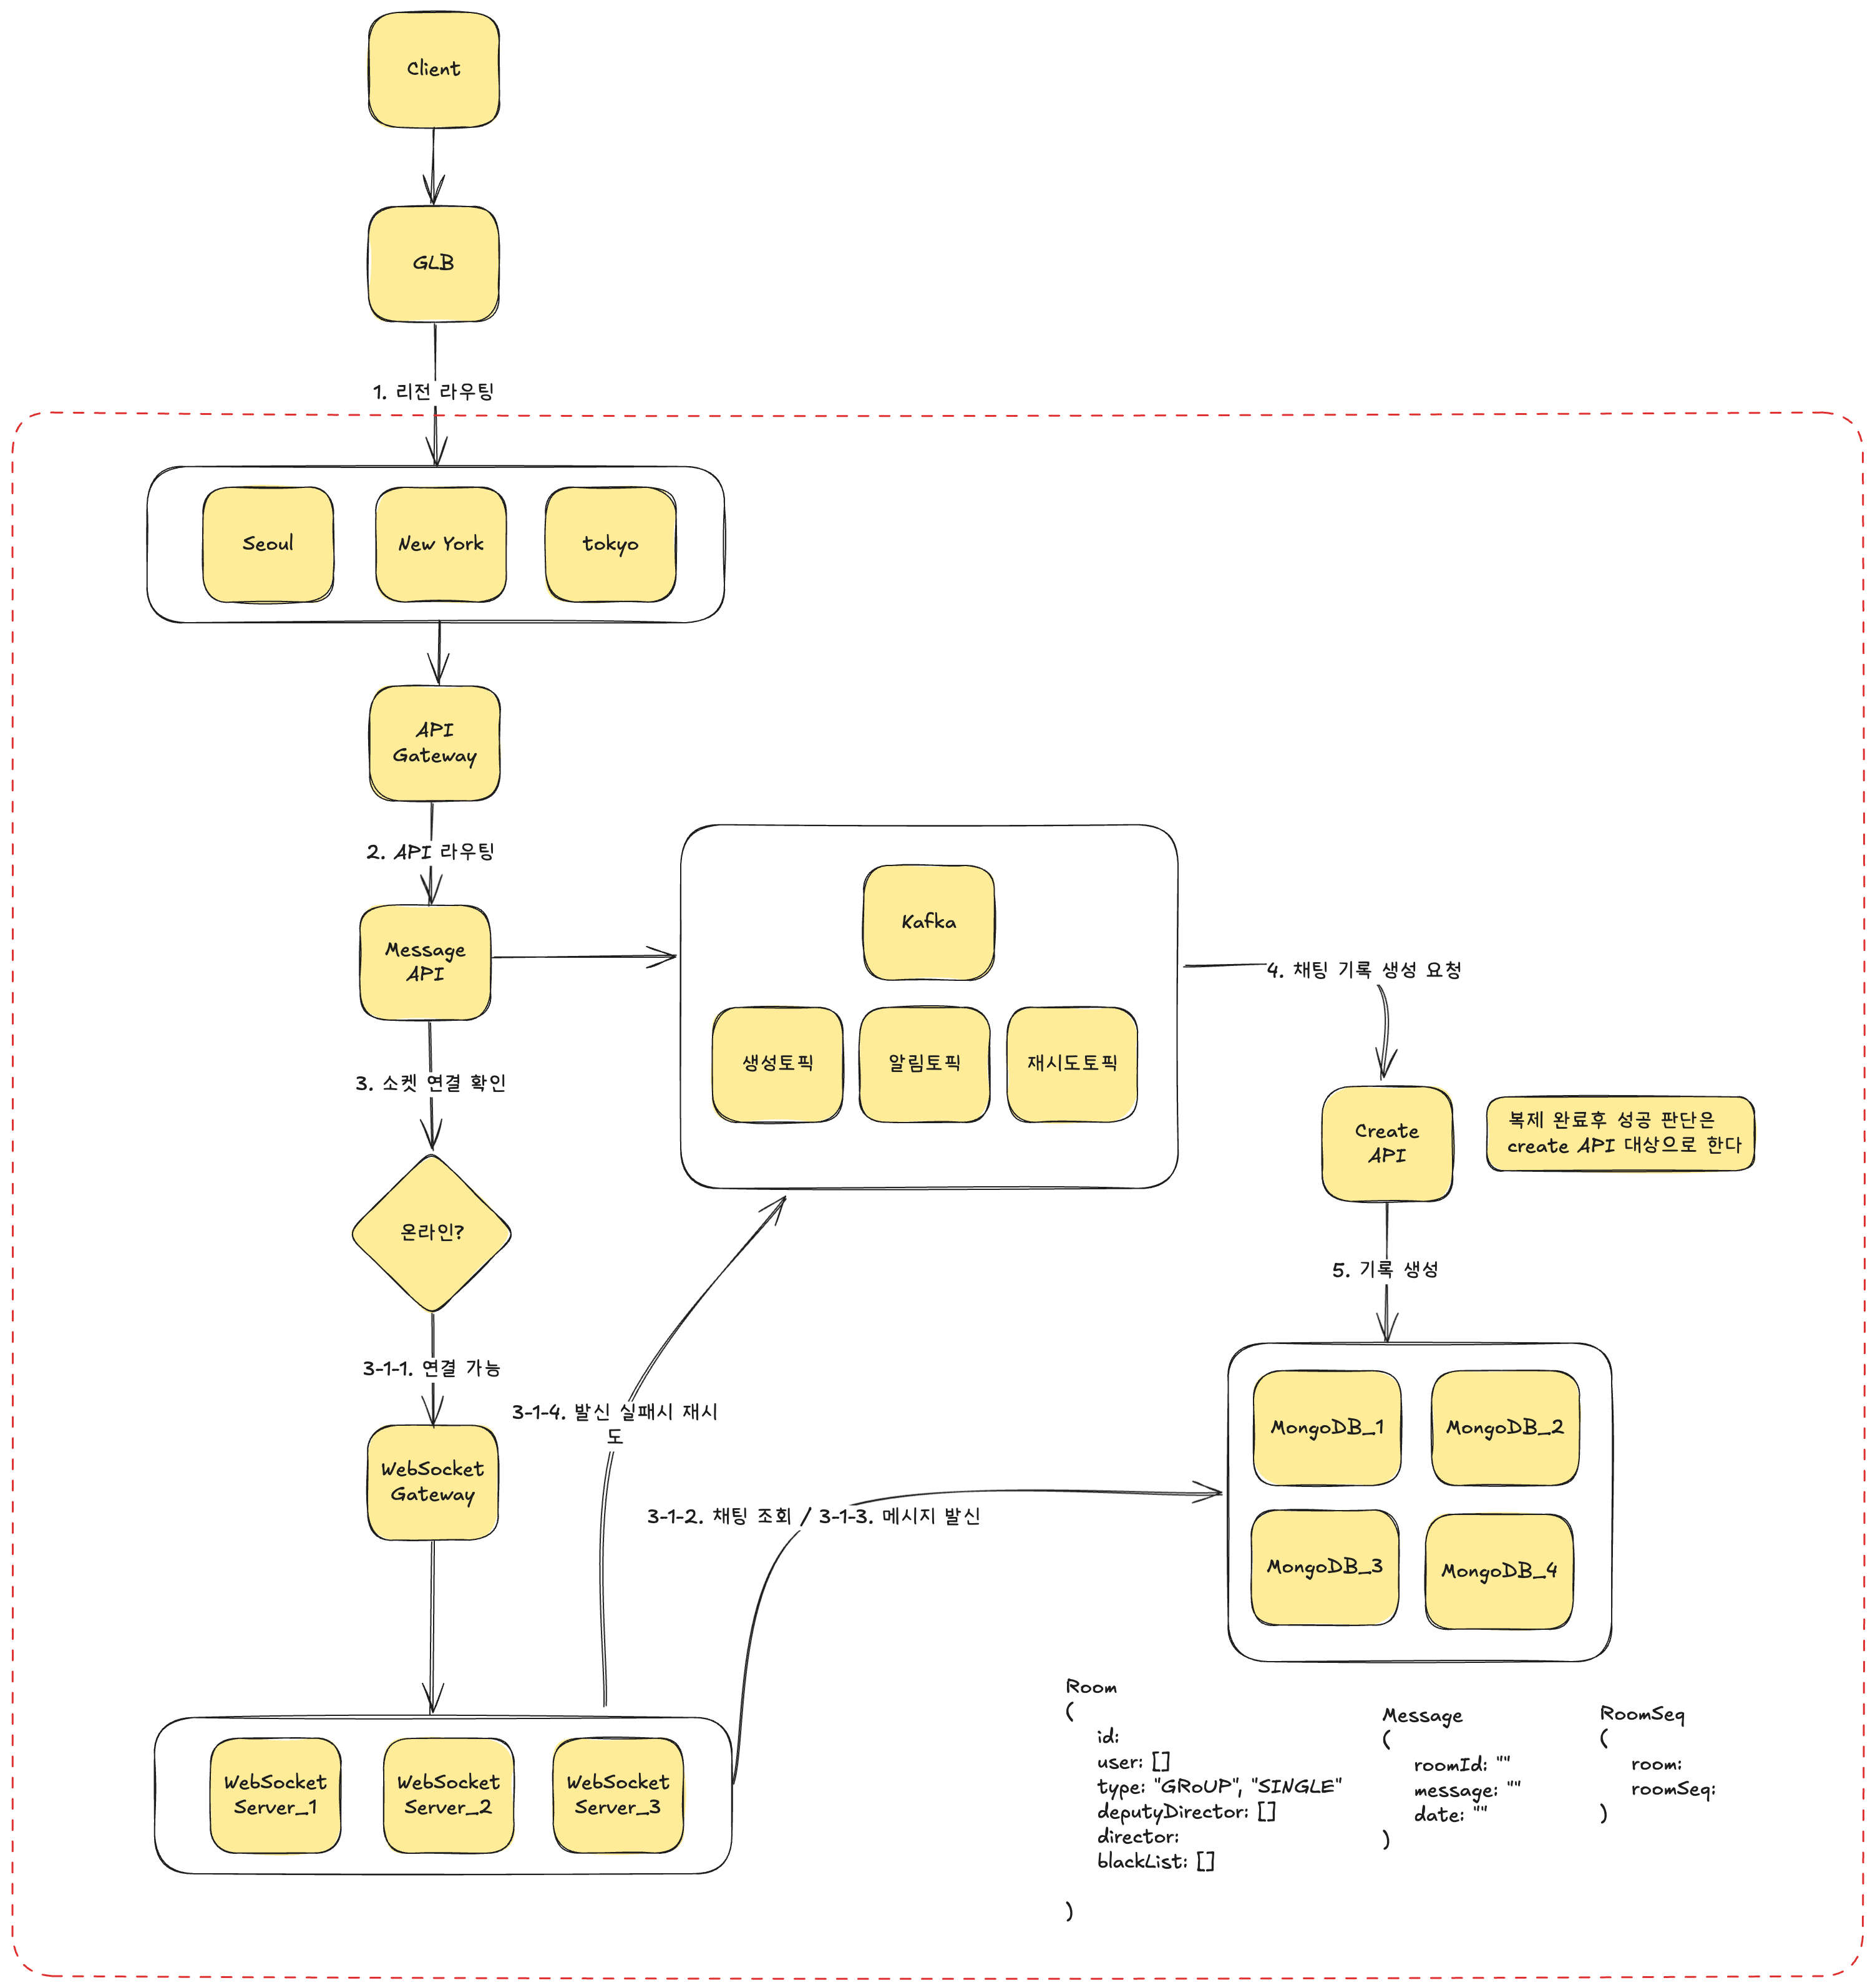 Client
GLB
1. 리전 라우팅
Seoul
New York
tokyo
API
Gateway
2. API 라우팅
Message
API
Kafka
생성토픽
알림토픽
재시도토픽
4. 채팅 기록 생성 요청
3. 소켓 연결 확인
Create
API
복제 완료후 성공 판단은
create API 대상으로 한다
온라인?
5. 기록 생성
3-1-1. 연결 가능
3-1-4. 발신 실패시 재시
도
WebSocket
Gateway
3-1-2. 채팅 조회 / 3-1-3. 메시지 발신
MongoDB_1
MongoDB_2
MongoDB_3
MongoDB_4
WebSocket
Server_1
WebSocket
Server_2
WebSocket
Server_3
Room
(
id:
user: []
type: "GRoUP", "SINGLE"
deputyDirector: []
director:
blackList: []
)
Message
(
roomId: ""
message: ""
date: ""
)
RoomSeq
(
room:
roomSeq:
)